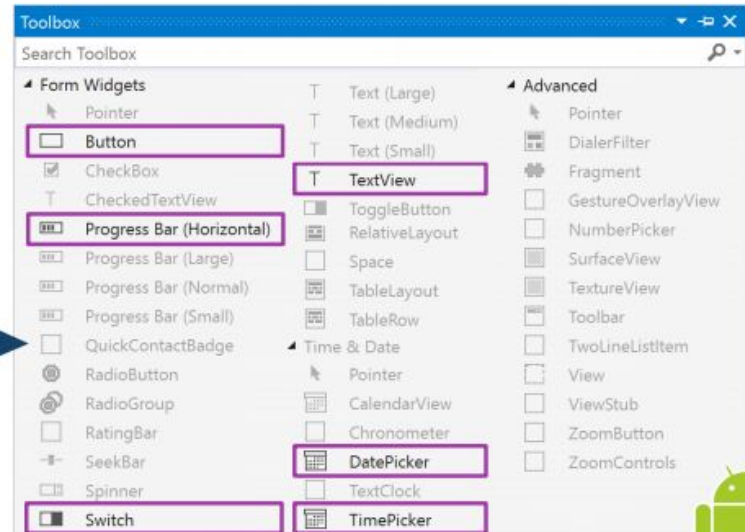 Toolbox
Search Toolbox
Form Widgets
Pointer
Button
CheckBox
CheckedTextView
Progress Bar (Horizontal)
Progress Bar (Large)
Progress Bar (Normal)
Progress Bar (Small)
QuickContactBadge
RadioButton
RadioGroup
RatingBar
SeekBar
Spinner
Switch
Text (Large)
Text (Medium)
Text (Small)
TextView
ToggleButton
RelativeLayout
Space
TableLayout
TableRow
Time & Date
Pointer
CalendarView
Chronometer
DatePicker
TextClock
TimePicker
Advanced
Pointer
DialerFilter
Fragment
GestureOverlayView
NumberPicker
SurfaceView
TextureView
Toolbar
TwoLineListItem
View
ViewStub
ZoomButton
ZoomControls